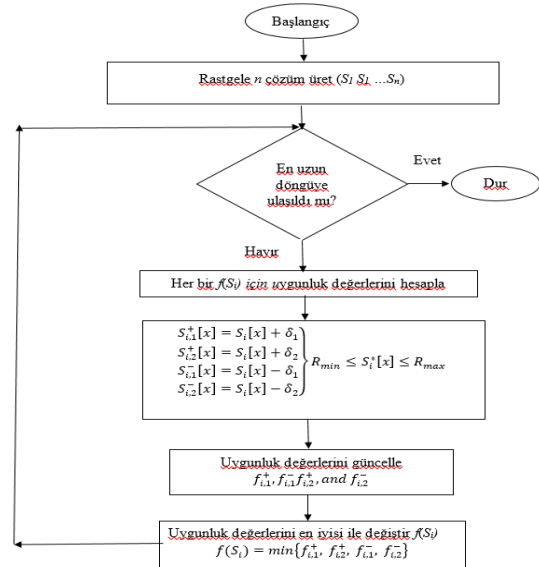 Başlangıç
Rastgele n çözüm üret (S1 S1 ...Sn)
En uzun
döngüye
ulaşıldı mı?
Evet
Dur
Hayır
Her bir f(Si) için uygunluk değerlerini hesapla
S⁺i,1[x] = Si[x] + δ1
S⁺i,2[x] = Si[x] + δ2
S⁻i,1[x] = Si[x] − δ1
S⁻i,2[x] = Si[x] − δ2
} Rmin ≤ S*i[x] ≤ Rmax
Uygunluk değerlerini güncelle
f⁺i,1, f⁻i,1 f⁺i,2, and f⁻i,2
Uygunluk değerlerini en iyisi ile değiştir f(Si)
f(Si) = min{f⁺i,1, f⁺i,2, f⁻i,1, f⁻i,2}